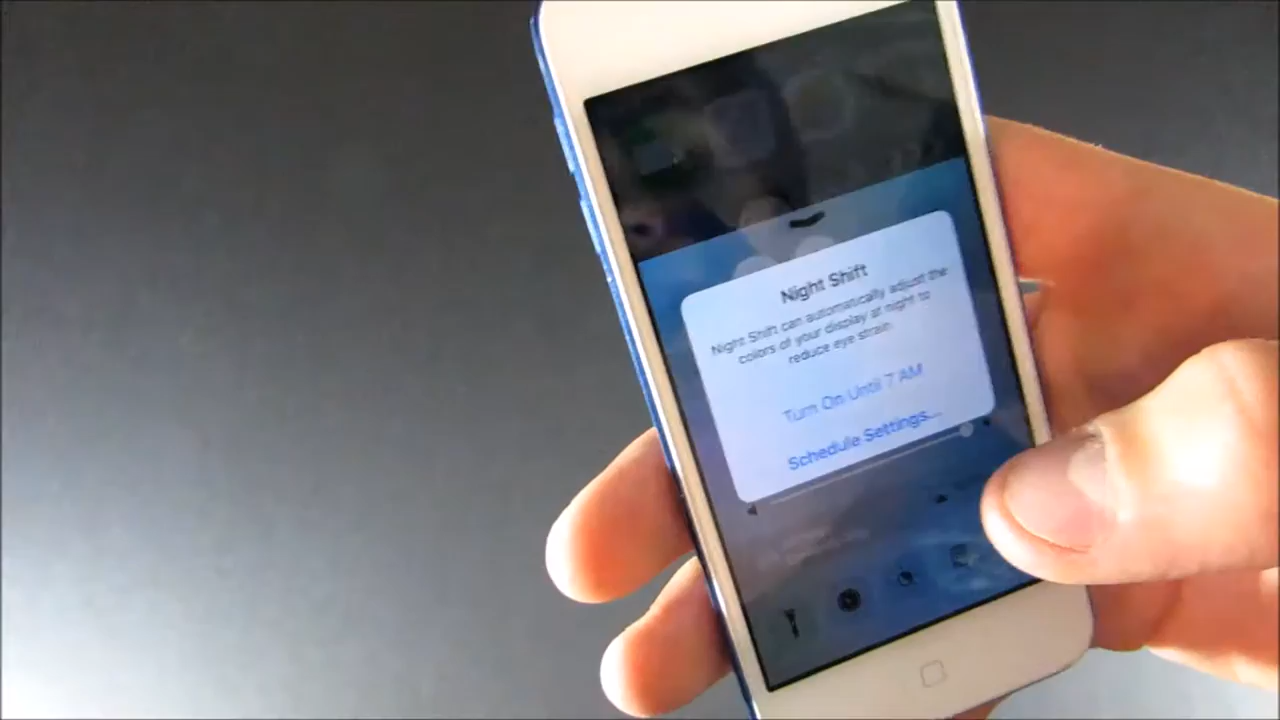 Night Shift
Night Shift can automatically adjust the
colors of your display at night to
reduce eye strain.
Turn On Until 7 AM
Schedule Settings...